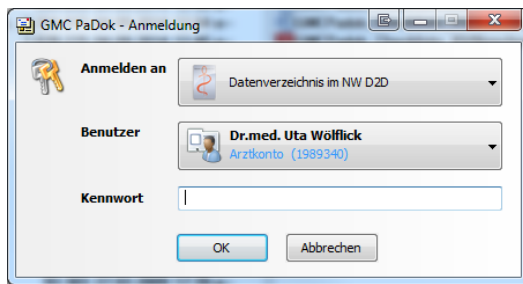 GMC PaDok - Anmeldung
Anmelden an
Datenverzeichnis im NW D2D
Benutzer
Dr.med. Uta Wölflick
Arztkonto (1989340)
Kennwort
OK
Abbrechen